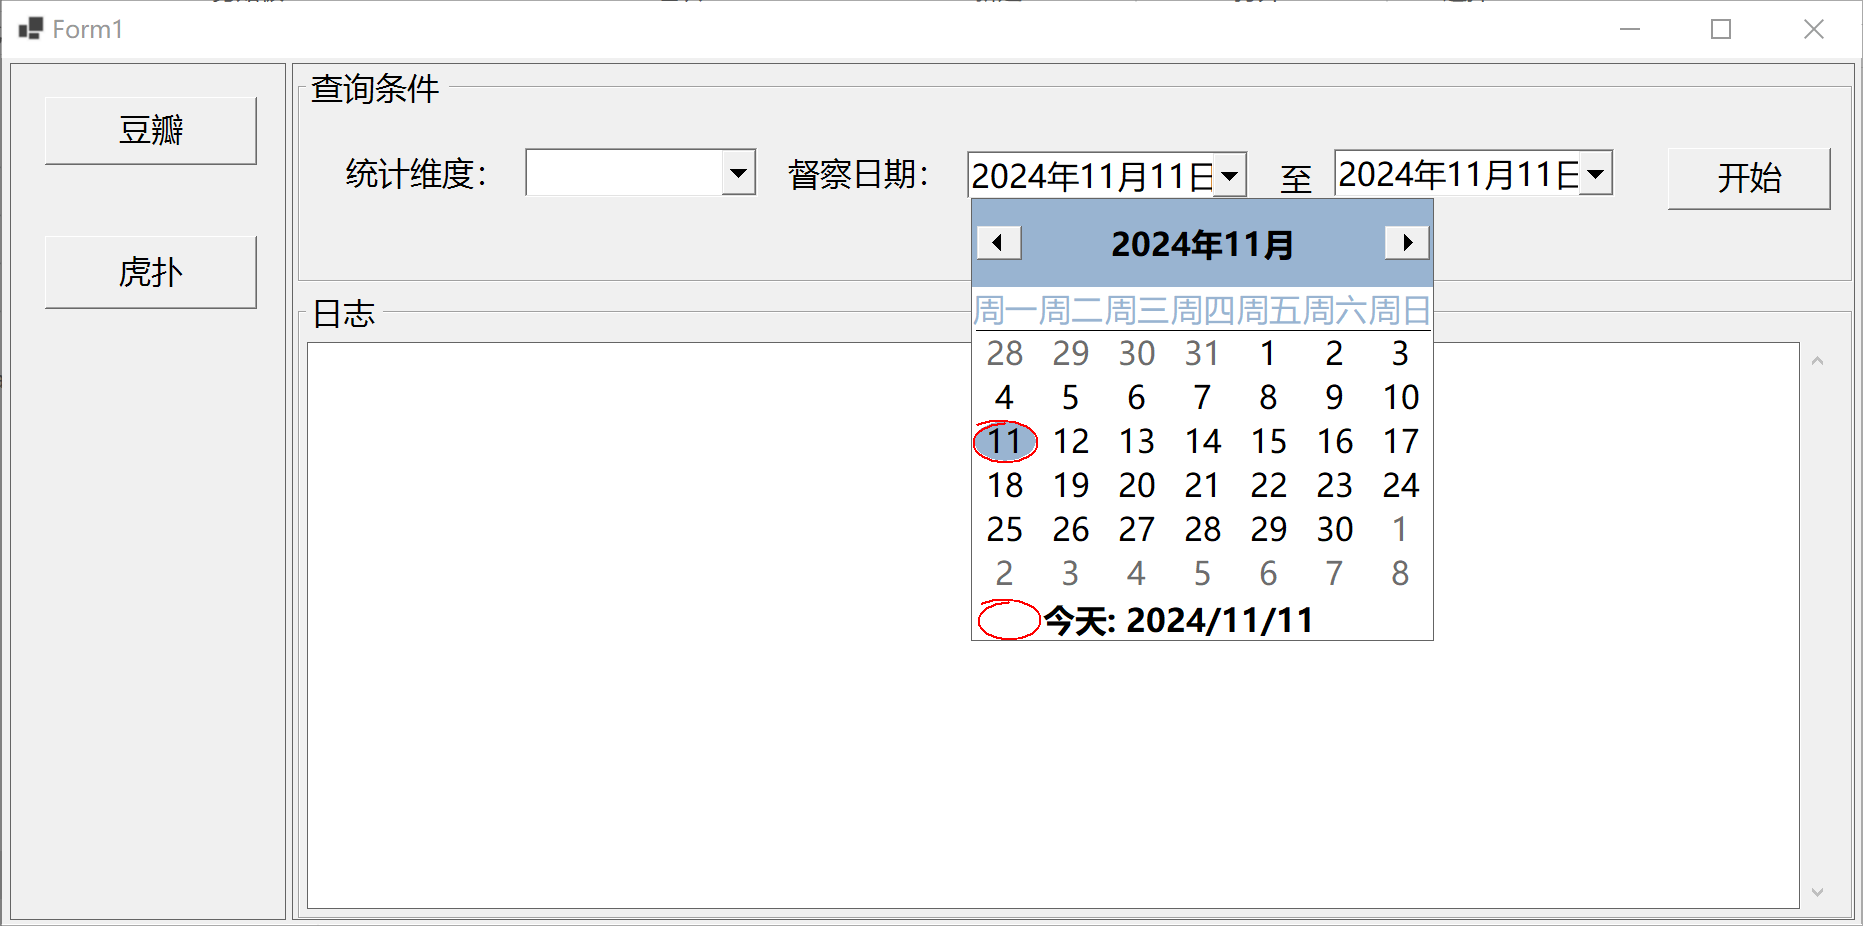 Form1
豆瓣
虎扑
查询条件
统计维度：
督察日期：
2024年11月11日
至
2024年11月11日
开始
2024年11月
周一 周二 周三 周四 周五 周六 周日
28 29 30 31 1 2 3
4 5 6 7 8 9 10
11 12 13 14 15 16 17
18 19 20 21 22 23 24
25 26 27 28 29 30 1
2 3 4 5 6 7 8
今天: 2024/11/11
日志